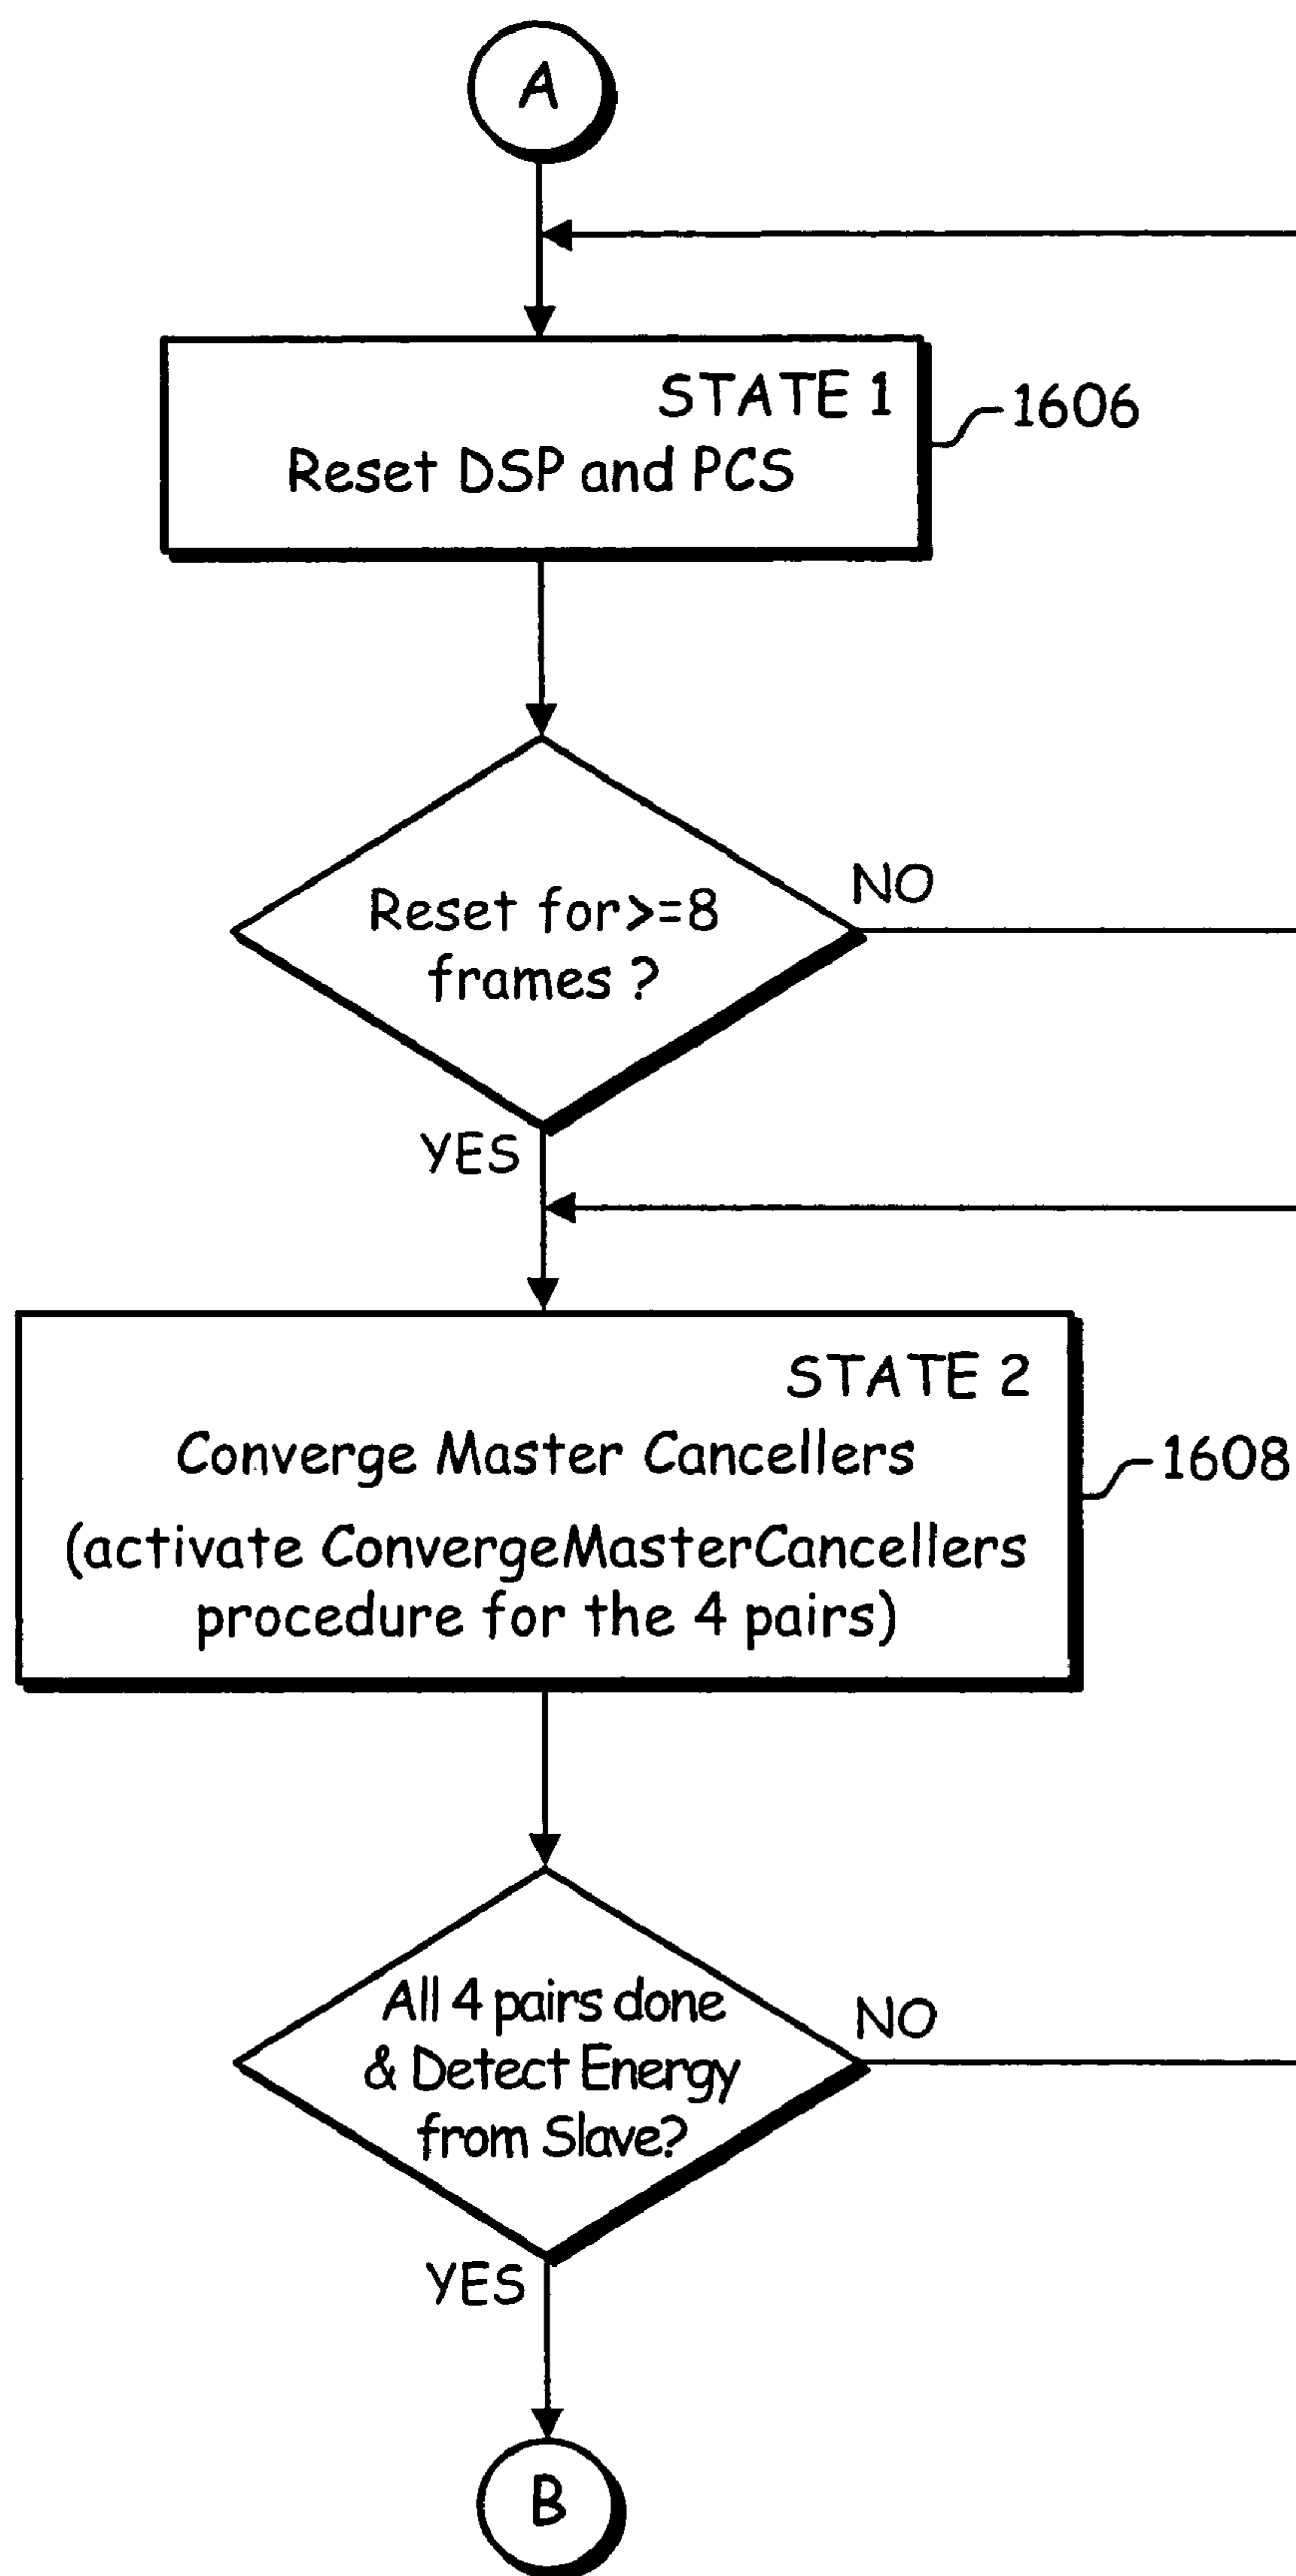 A
STATE 1
Reset DSP and PCS
1606
Reset for>=8
frames ?
NO
YES
STATE 2
Converge Master Cancellers
(activate ConvergeMasterCancellers
procedure for the 4 pairs)
1608
All 4 pairs done
& Detect Energy
from Slave?
NO
YES
B